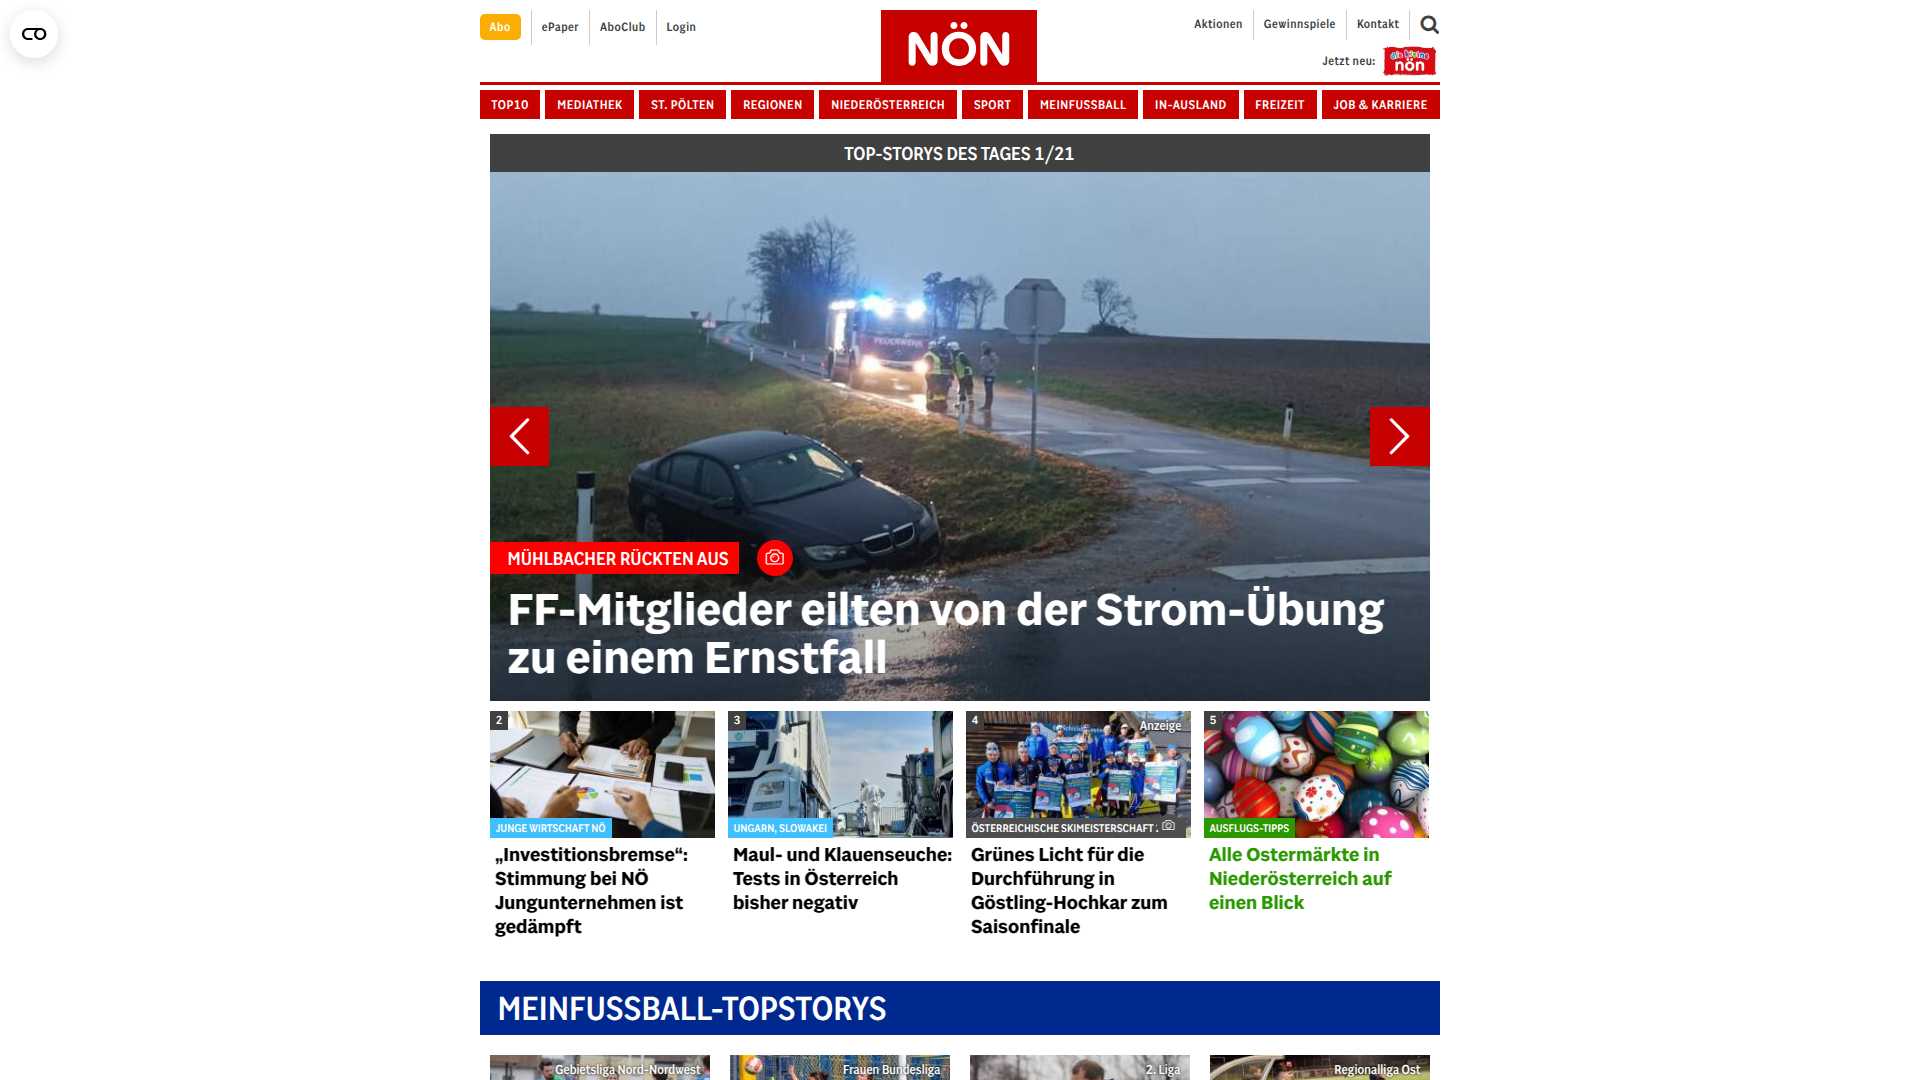 Abo
ePaper
AboClub
Login
NÖN
Aktionen
Gewinnspiele
Kontakt
Jetzt neu:
die kleine
nön
TOP10
MEDIATHEK
ST. PÖLTEN
REGIONEN
NIEDERÖSTERREICH
SPORT
MEINFUSSBALL
IN-AUSLAND
FREIZEIT
JOB & KARRIERE
TOP-STORYS DES TAGES 1/21
FEUERWEHR
MÜHLBACHER RÜCKTEN AUS
FF-Mitglieder eilten von der Strom-Übung
zu einem Ernstfall
2
JUNGE WIRTSCHAFT NÖ
„Investitionsbremse“:
Stimmung bei NÖ
Jungunternehmen ist
gedämpft
3
UNGARN, SLOWAKEI
Maul- und Klauenseuche:
Tests in Österreich
bisher negativ
4
Anzeige
ÖSTERREICHISCHE SKIMEISTERSCHAFT .
Grünes Licht für die
Durchführung in
Göstling-Hochkar zum
Saisonfinale
5
AUSFLUGS-TIPPS
Alle Ostermärkte in
Niederösterreich auf
einen Blick
MEINFUSSBALL-TOPSTORYS
Gebietsliga Nord-Nordwest
Frauen Bundesliga
2. Liga
Regionalliga Ost